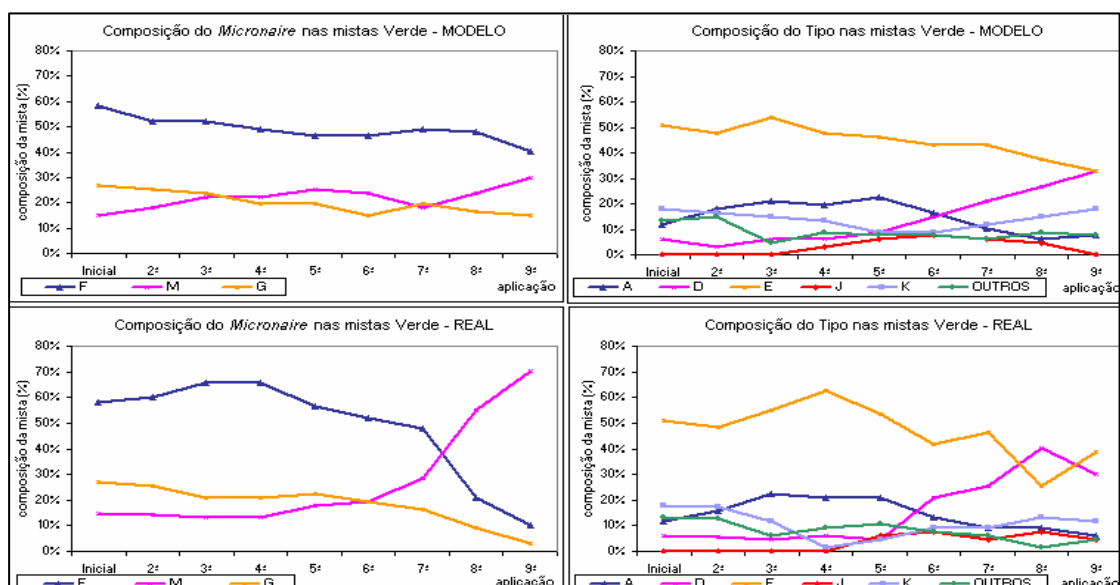 Composição do Micronaire nas mistas Verde - MODELO
composição da mista (%)
80%
70%
60%
50%
40%
30%
20%
10%
0%
Inicial 2ª 3ª 4ª 5ª 6ª 7ª 8ª 9ª
aplicação
F M G
Composição do Tipo nas mistas Verde - MODELO
composição da mista (%)
80%
70%
60%
50%
40%
30%
20%
10%
0%
Inicial 2ª 3ª 4ª 5ª 6ª 7ª 8ª 9ª
A D E J K OUTROS
aplicação
Composição do Micronaire nas mistas Verde - REAL
composição da mista (%)
80%
70%
60%
50%
40%
30%
20%
10%
0%
Inicial 2ª 3ª 4ª 5ª 6ª 7ª 8ª 9ª
aplicação
F M G
Composição do Tipo nas mistas Verde - REAL
composição da mista (%)
80%
70%
60%
50%
40%
30%
20%
10%
0%
Inicial 2ª 3ª 4ª 5ª 6ª 7ª 8ª 9ª
A D E J K OUTROS
aplicação